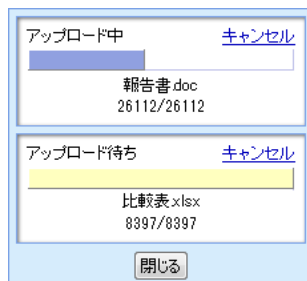 アップロード中 キャンセル
報告書.doc
26112/26112
アップロード待ち キャンセル
比較表.xlsx
8397/8397
閉じる